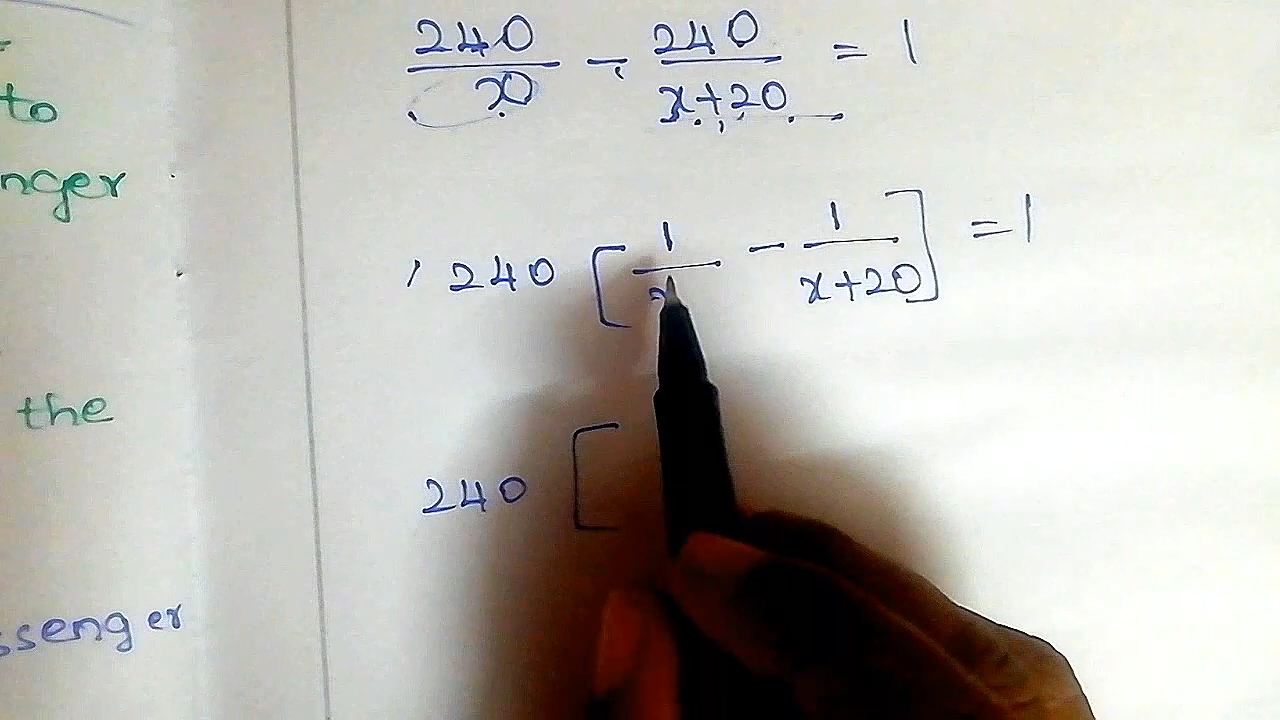 to
nger
the
ssenger
240/x - 240/x+20 = 1
240 [1/x - 1/x+20] = 1
240 [